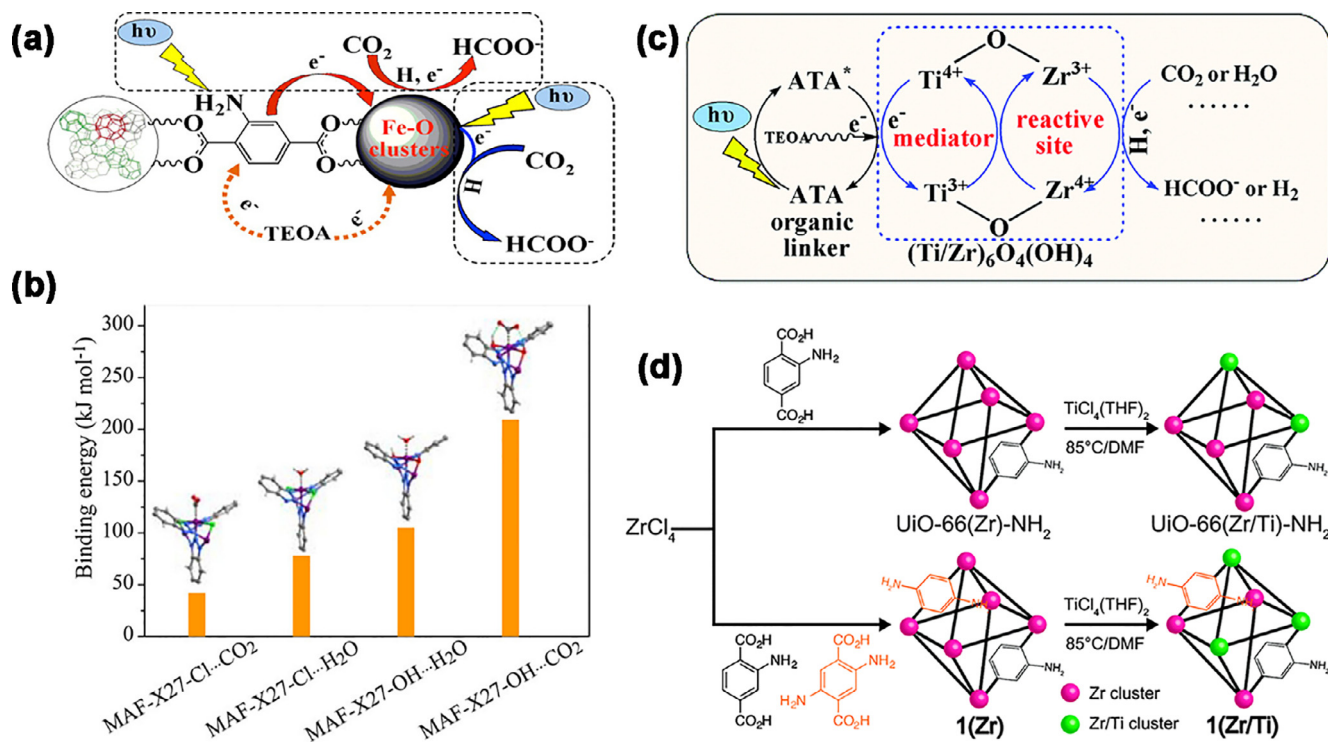 (a)
hυ
CO2
HCOO-
e-
H, e-
H2N
hυ
O
O
O
O
Fe-O
clusters
e-
CO2
H
e-
e-
TEOA
HCOO-
(b)
Binding energy (kJ mol-1)
300
250
200
150
100
50
0
MAF-X27-Cl...CO2
MAF-X27-Cl...H2O
MAF-X27-OH...H2O
MAF-X27-OH...CO2
(c)
O
ATA*
Ti4+
Zr3+
CO2 or H2O
......
hυ
TEOA
e-
e-
mediator
reactive
site
H, e
ATA
Ti3+
Zr4+
HCOO- or H2
......
organic
linker
O
(Ti/Zr)6O4(OH)4
(d)
CO2H
NH2
CO2H
NH2
TiCl4(THF)2
85°C/DMF
NH2
UiO-66(Zr)-NH2
UiO-66(Zr/Ti)-NH2
ZrCl4
CO2H
NH2
CO2H
CO2H
NH2
H2N
CO2H
H2N
NH2
1(Zr)
TiCl4(THF)2
85°C/DMF
H2N
NH2
Zr cluster
Zr/Ti cluster
1(Zr/Ti)